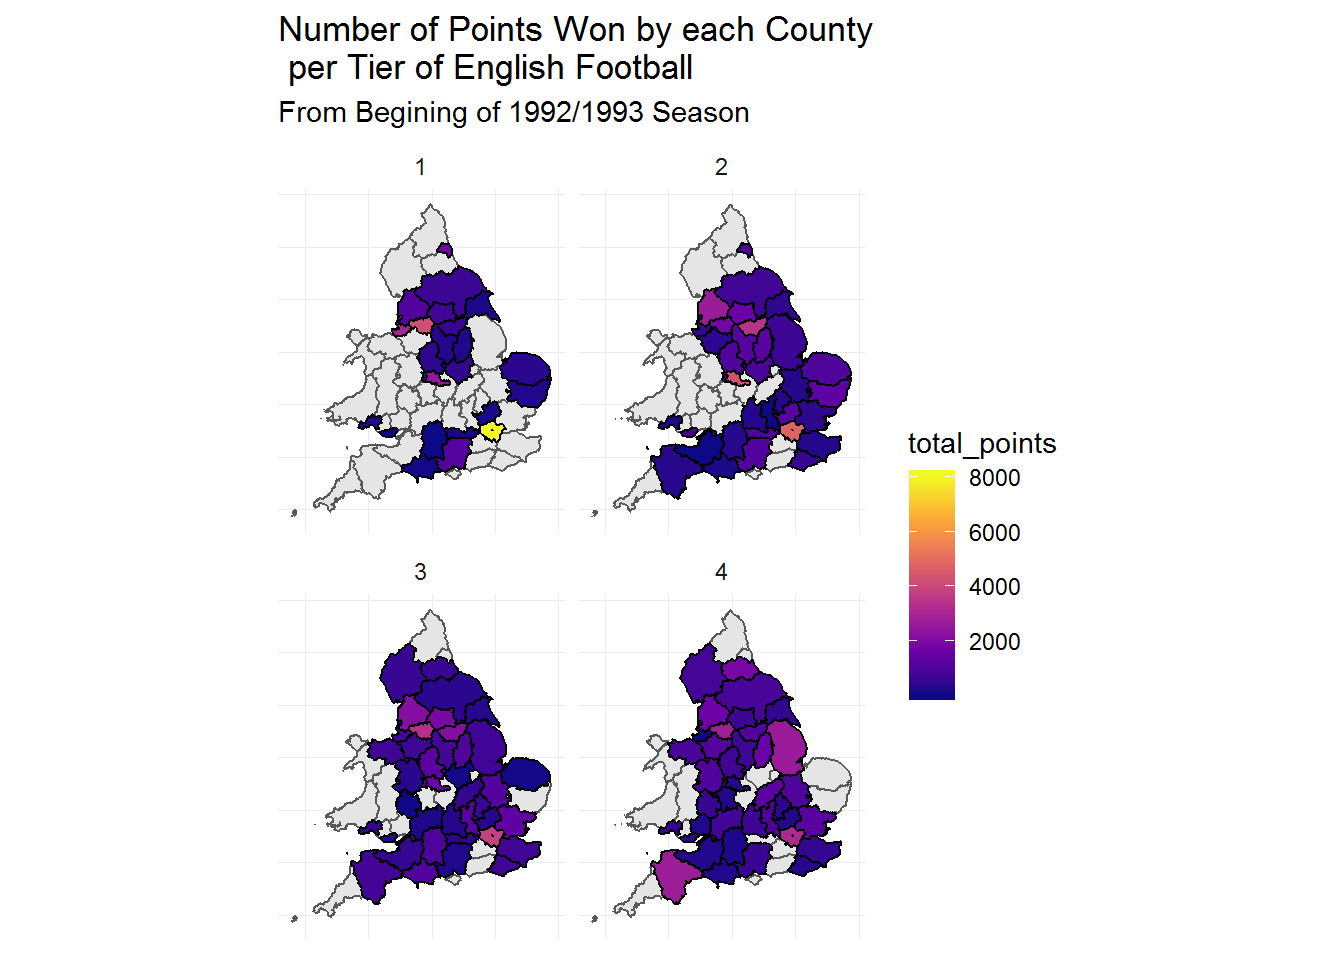 Number of Points Won by each County
per Tier of English Football
From Begining of 1992/1993 Season
1
2
3
4
total_points
8000
6000
4000
2000